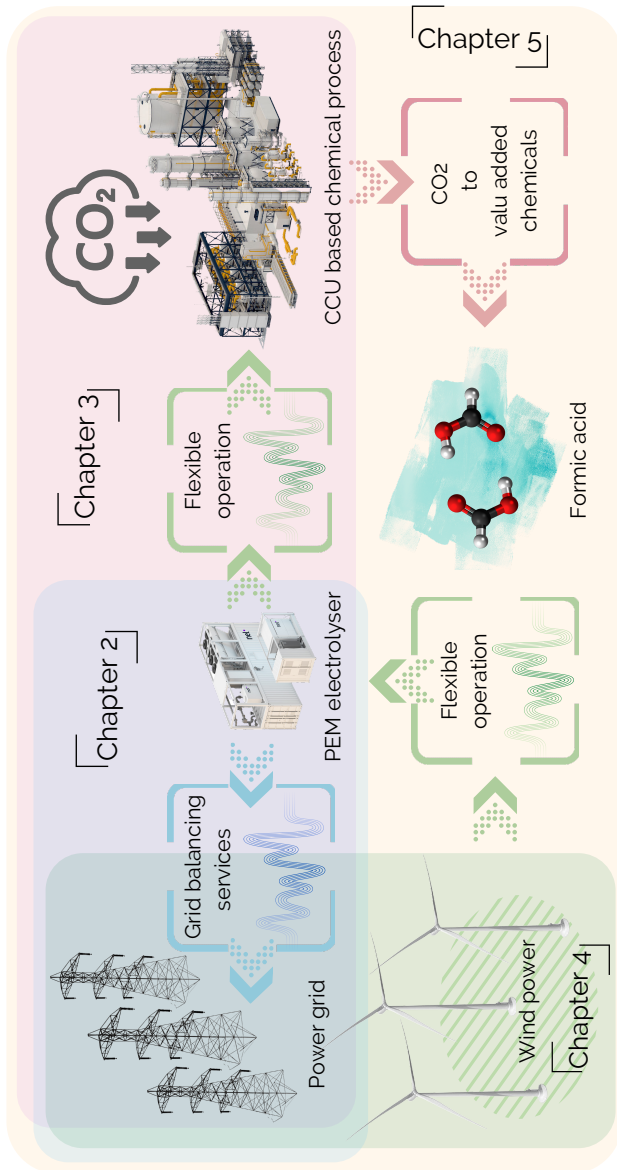 Chapter 2
Chapter 3
CO₂
Grid balancing
services
Flexible
operation
Power grid
PEM electrolyser
CCU based chemical process
Chapter 5
Flexible
operation
CO2
to
valu added
chemicals
Wind power
Chapter 4
Formic acid